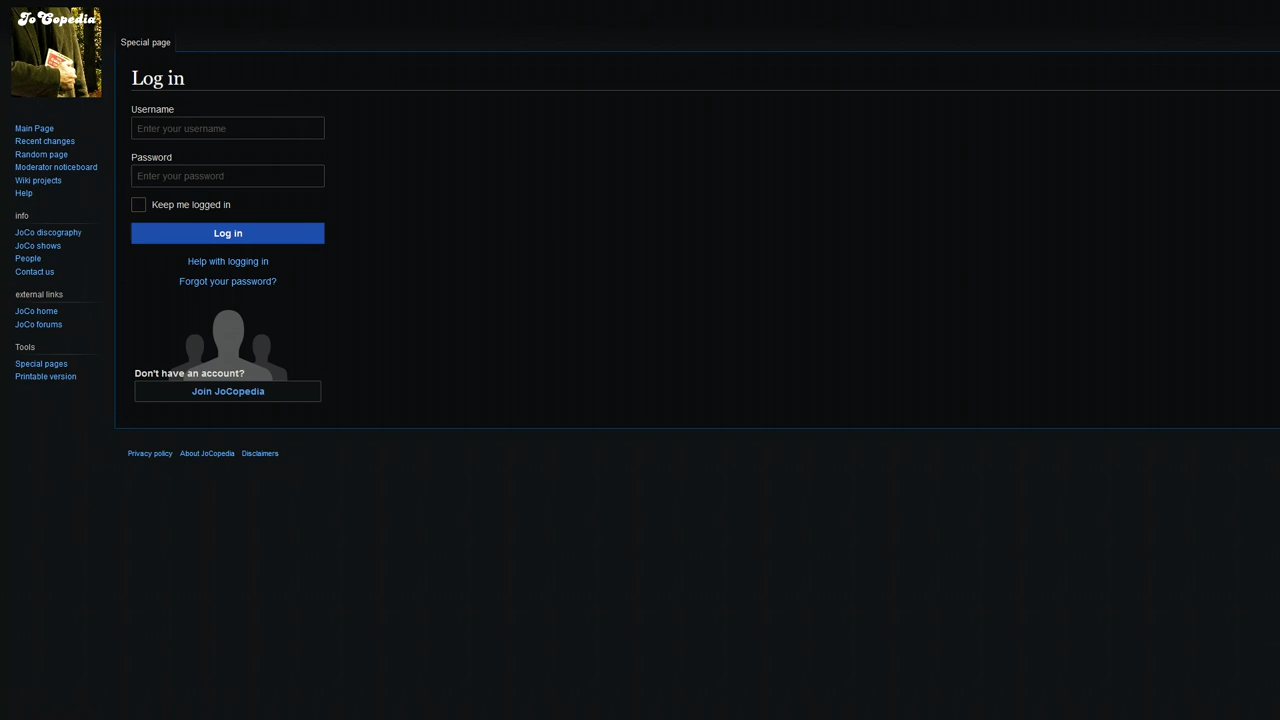 JoCopedia
Special page
Log in
Username
Enter your username
Password
Enter your password
Keep me logged in
Log in
Help with logging in
Forgot your password?
Don't have an account?
Join JoCopedia
Main Page
Recent changes
Random page
Moderator noticeboard
Wiki projects
Help
info
JoCo discography
JoCo shows
People
Contact us
external links
JoCo home
JoCo forums
Tools
Special pages
Printable version
Privacy policy About JoCopedia Disclaimers